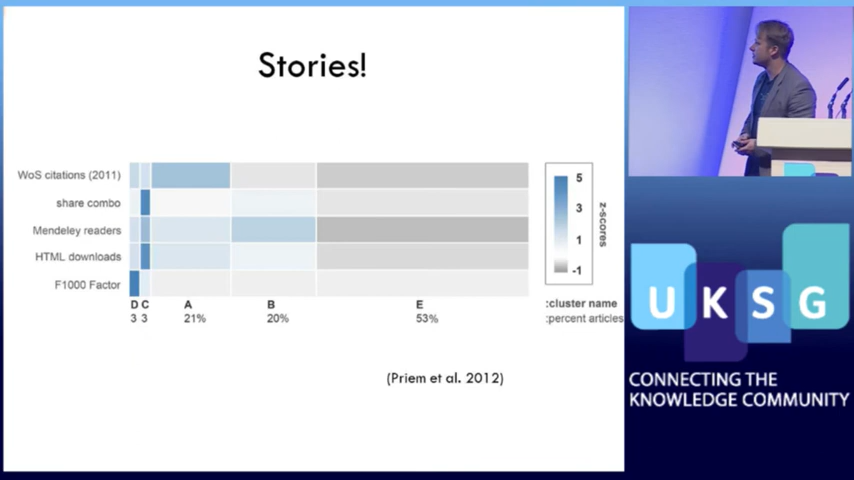 Stories!
WoS citations (2011)
share combo
Mendeley readers
HTML downloads
F1000 Factor
5
3
1
-1
z-scores
D C A B E :cluster name
3 3 21% 20% 53% :percent articles
(Priem et al. 2012)
UKSG
CONNECTING THE
KNOWLEDGE COMMUNITY